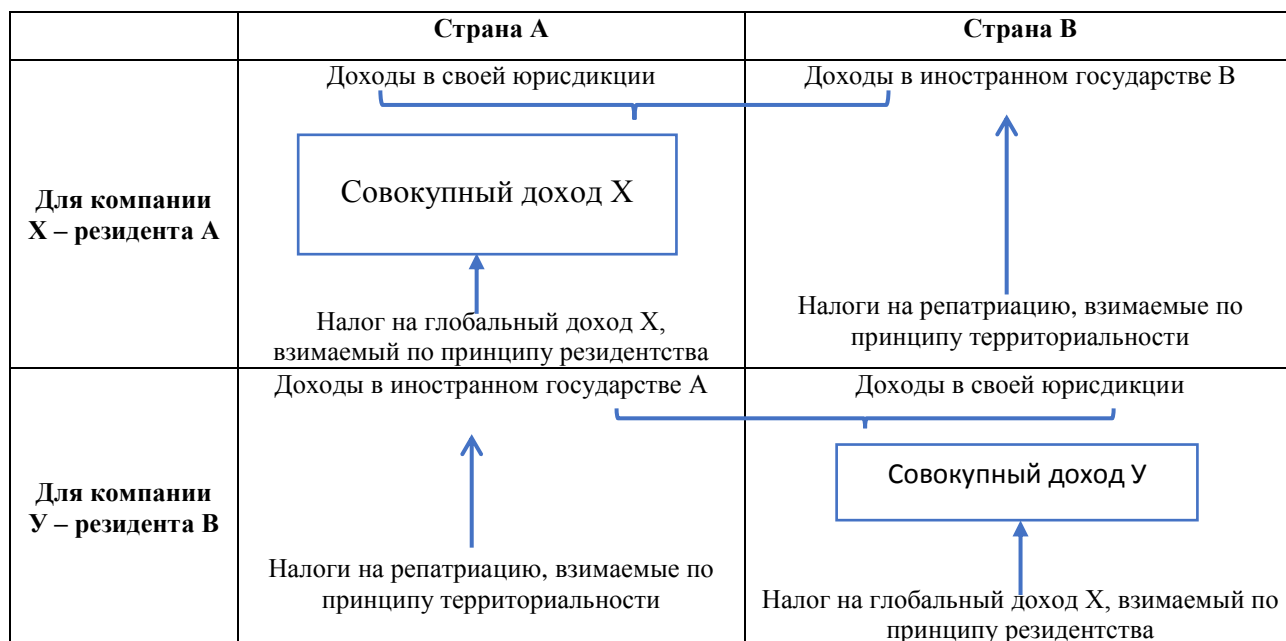 Страна А
Страна В
Для компании
Х – резидента А
Доходы в своей юрисдикции
Совокупный доход Х
Налог на глобальный доход Х,
взимаемый по принципу резидентства
Доходы в иностранном государстве В
Налоги на репатриацию, взимаемые по
принципу территориальности
Для компании
У – резидента В
Доходы в иностранном государстве А
Налоги на репатриацию, взимаемые по
принципу территориальности
Доходы в своей юрисдикции
Совокупный доход У
Налог на глобальный доход Х, взимаемый по
принципу резидентства